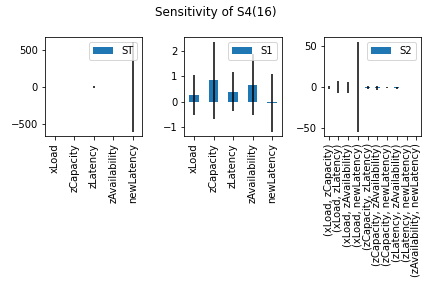 Sensitivity of S4(16)
ST
500
0
−500
xLoad
zCapacity
zLatency
zAvailability
newLatency
S1
2
1
0
−1
xLoad
zCapacity
zLatency
zAvailability
newLatency
S2
50
0
−50
(xLoad, zCapacity)
(xLoad, zLatency)
(xLoad, zAvailability)
(xLoad, newLatency)
(zCapacity, zLatency)
(zCapacity, zAvailability)
(zCapacity, newLatency)
(zLatency, zAvailability)
(zLatency, newLatency)
(zAvailability, newLatency)